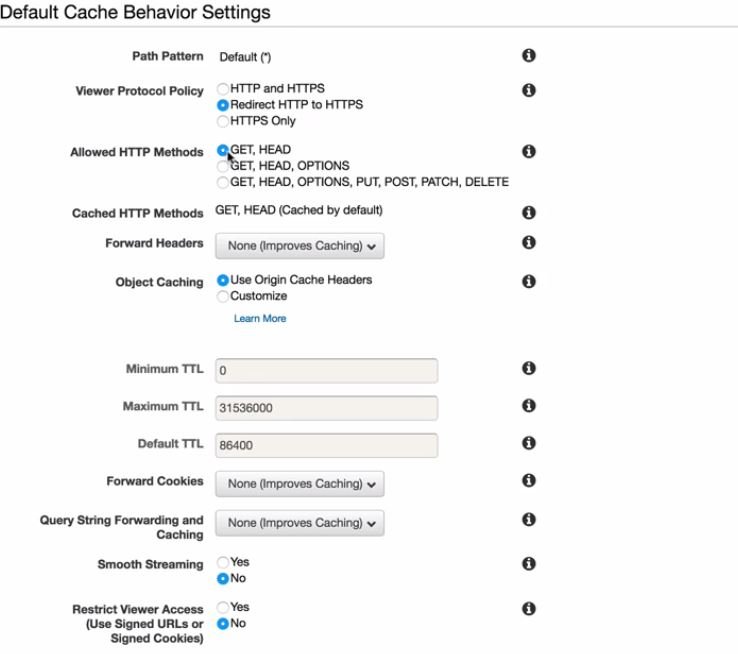 Default Cache Behavior Settings
Path Pattern Default (*)
Viewer Protocol Policy HTTP and HTTPS
Redirect HTTP to HTTPS
HTTPS Only
Allowed HTTP Methods GET, HEAD
GET, HEAD, OPTIONS
GET, HEAD, OPTIONS, PUT, POST, PATCH, DELETE
Cached HTTP Methods GET, HEAD (Cached by default)
Forward Headers None (Improves Caching)
Object Caching Use Origin Cache Headers
Customize
Learn More
Minimum TTL 0
Maximum TTL 31536000
Default TTL 86400
Forward Cookies None (Improves Caching)
Query String Forwarding and
Caching
None (Improves Caching)
Smooth Streaming Yes
No
Restrict Viewer Access
(Use Signed URLs or
Signed Cookies)
Yes
No